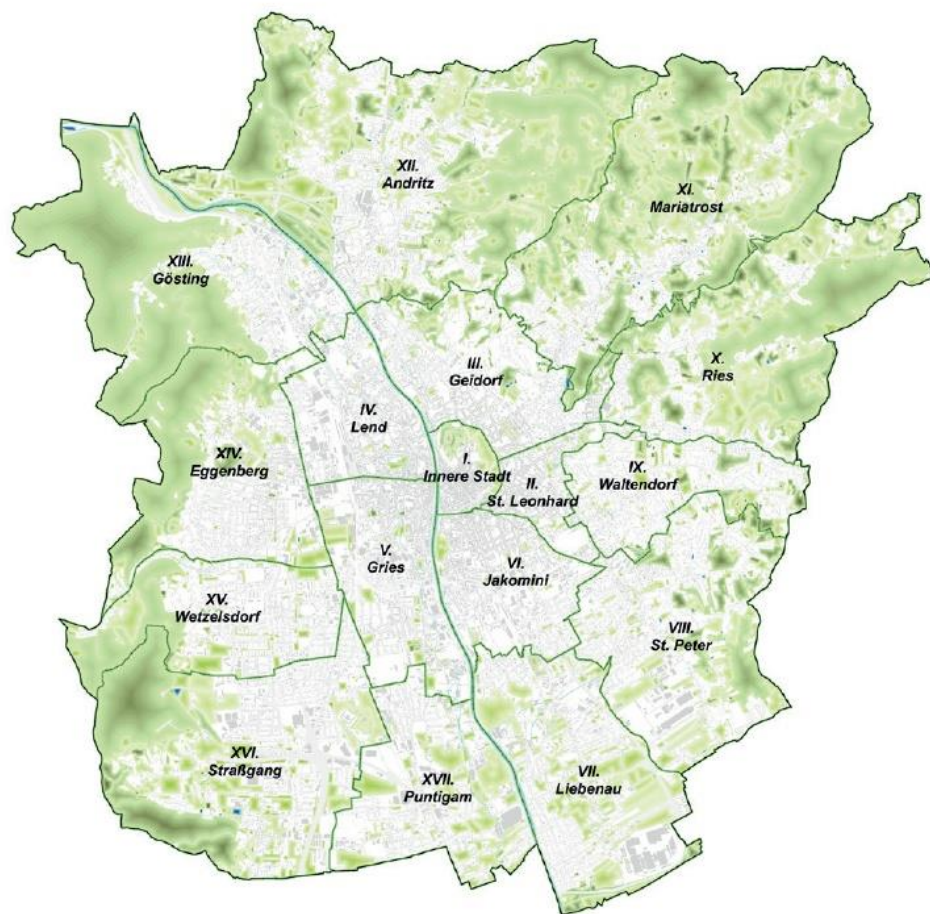 XII.
Andritz
XI.
Mariatrost
XIII.
Gösting
III.
Geidorf
X.
Ries
IV.
Lend
XIV.
Eggenberg
I.
Innere Stadt
II.
St. Leonhard
IX.
Waltendorf
V.
Gries
VI.
Jakomini
XV.
Wetzelsdorf
VIII.
St. Peter
XVI.
Straßgang
XVII.
Puntigam
VII.
Liebenau